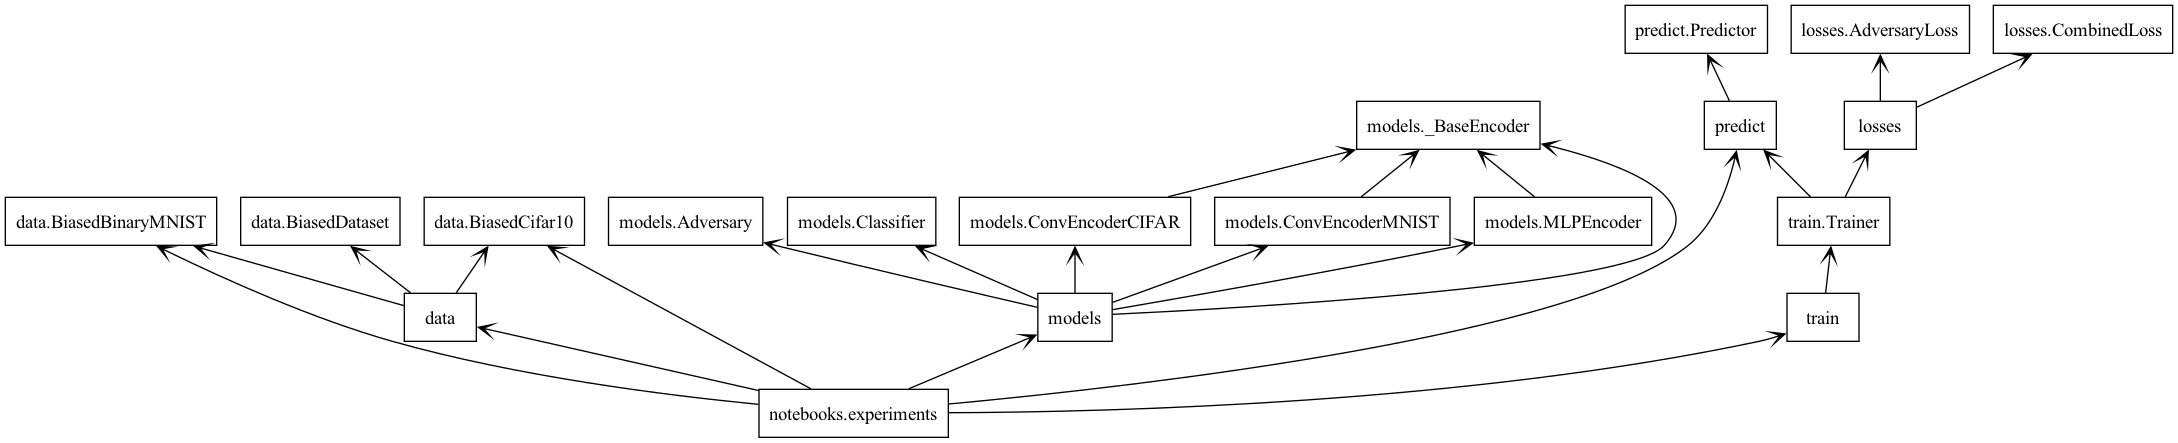 predict.Predictor
losses.AdversaryLoss
losses.CombinedLoss
models._BaseEncoder
predict
losses
data.BiasedBinaryMNIST
data.BiasedDataset
data.BiasedCifar10
models.Adversary
models.Classifier
models.ConvEncoderCIFAR
models.ConvEncoderMNIST
models.MLPEncoder
train.Trainer
data
models
train
notebooks.experiments